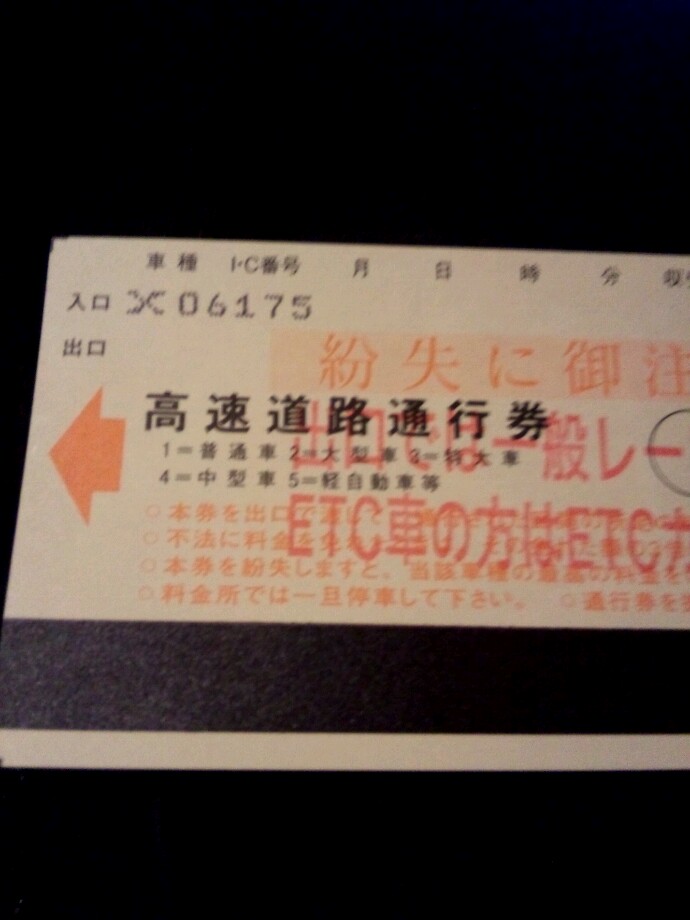 車種 I・C番号 月 日 時 分 収
入口 06175
出口
紛失に御注
高速道路通行券
出口では一般レー
1=普通車 2=大型車 3=特大車
4=中型車 5=軽自動車等
ETC車の方はETCカ
○本券を出口で
○不法に料金を
○本券を紛失しますと、当該車種の最高の料金を
○料金所では一旦停車して下さい。 ○通行券を